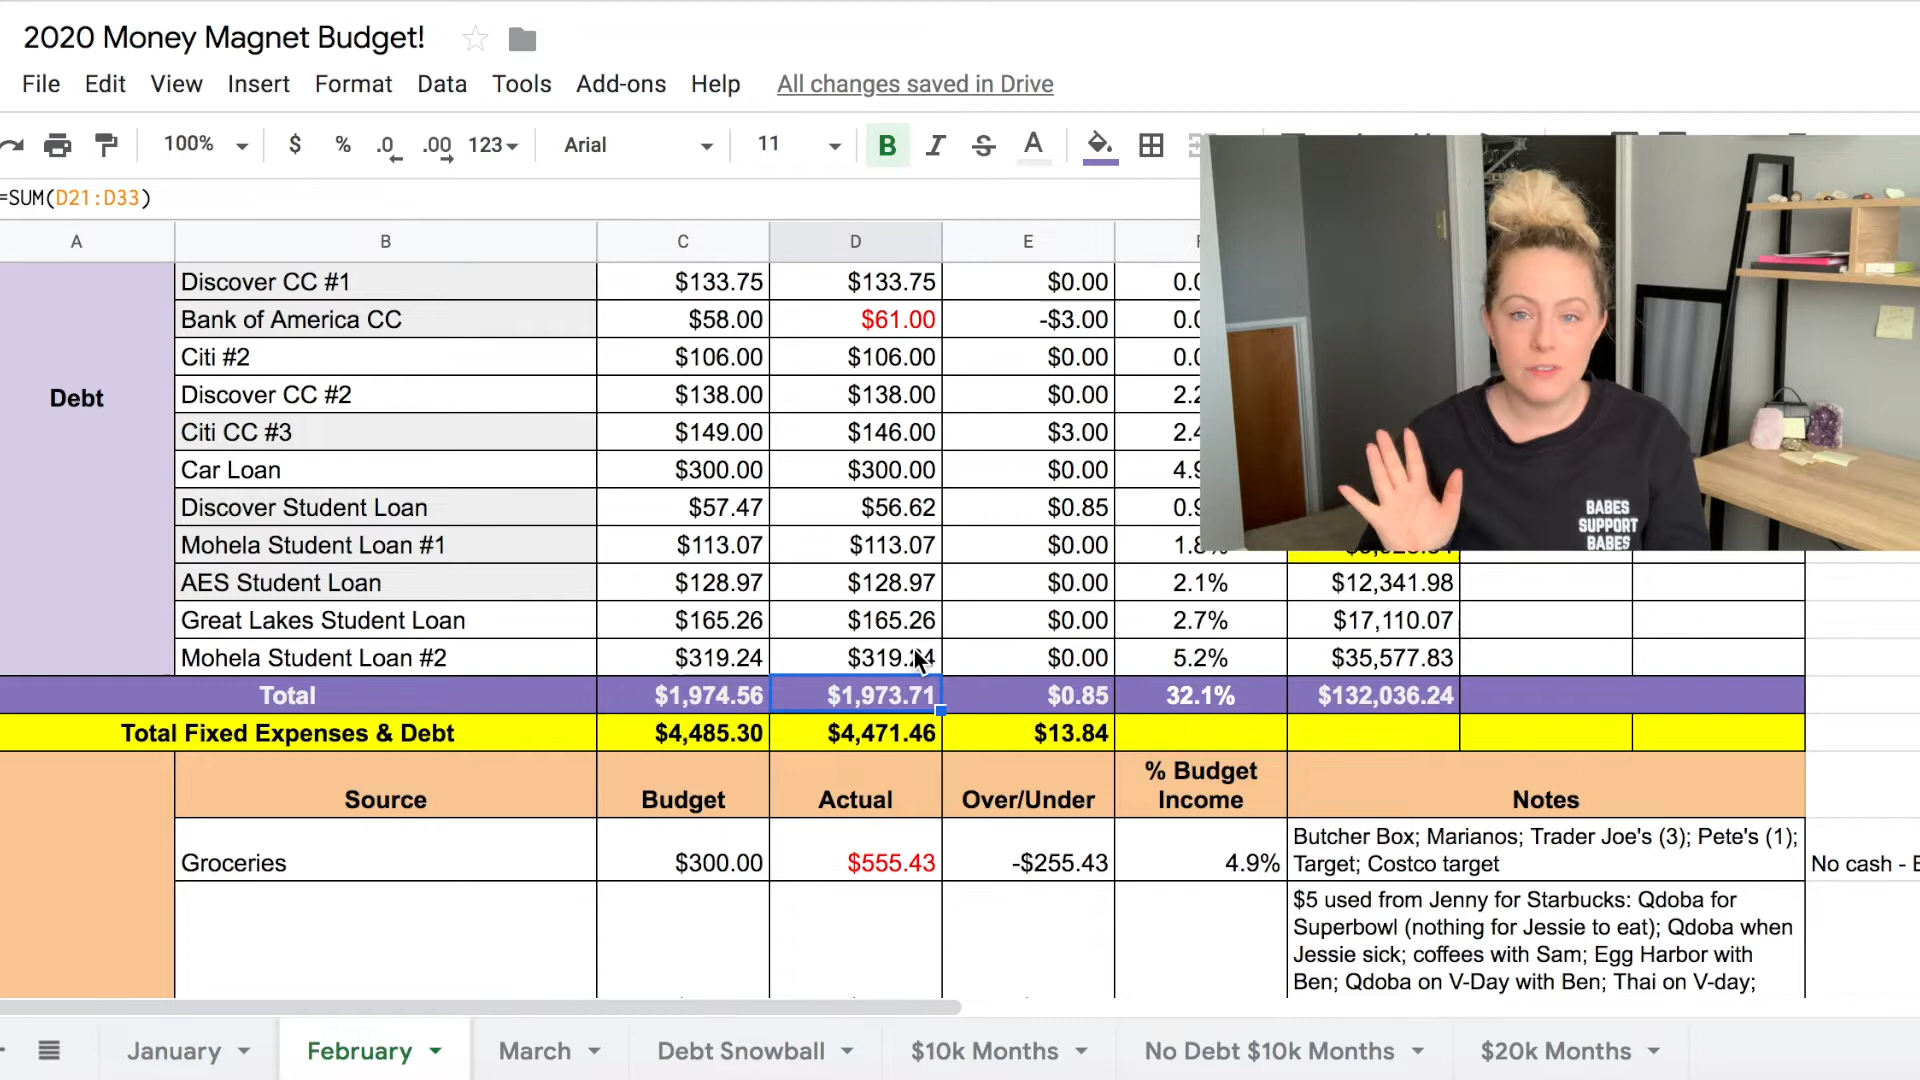 2020 Money Magnet Budget!
File Edit View Insert Format Data Tools Add-ons Help All changes saved in Drive
100% $ % .0 .00 123 Arial 11 B I S A
=SUM(D21:D33)
A B C D E
Debt
Discover CC #1 $133.75 $133.75 $0.00
Bank of America CC $58.00 $61.00 -$3.00
Citi #2 $106.00 $106.00 $0.00
Discover CC #2 $138.00 $138.00 $0.00
Citi CC #3 $149.00 $146.00 $3.00
Car Loan $300.00 $300.00 $0.00
Discover Student Loan $57.47 $56.62 $0.85
Mohela Student Loan #1 $113.07 $113.07 $0.00
AES Student Loan $128.97 $128.97 $0.00 2.1% $12,341.98
Great Lakes Student Loan $165.26 $165.26 $0.00 2.7% $17,110.07
Mohela Student Loan #2 $319.24 $319.24 $0.00 5.2% $35,577.83
Total $1,974.56 $1,973.71 $0.85 32.1% $132,036.24
Total Fixed Expenses & Debt $4,485.30 $4,471.46 $13.84
Source Budget Actual Over/Under % Budget Income Notes
Groceries $300.00 $555.43 -$255.43 4.9%
Butcher Box; Marianos; Trader Joe's (3); Pete's (1);
Target; Costco target
No cash -
$5 used from Jenny for Starbucks: Qdoba for
Superbowl (nothing for Jessie to eat); Qdoba when
Jessie sick; coffees with Sam; Egg Harbor with
Ben; Qdoba on V-Day with Ben; Thai on V-day;
BABES
SUPPORT
BABES
January February March Debt Snowball $10k Months No Debt $10k Months $20k Months